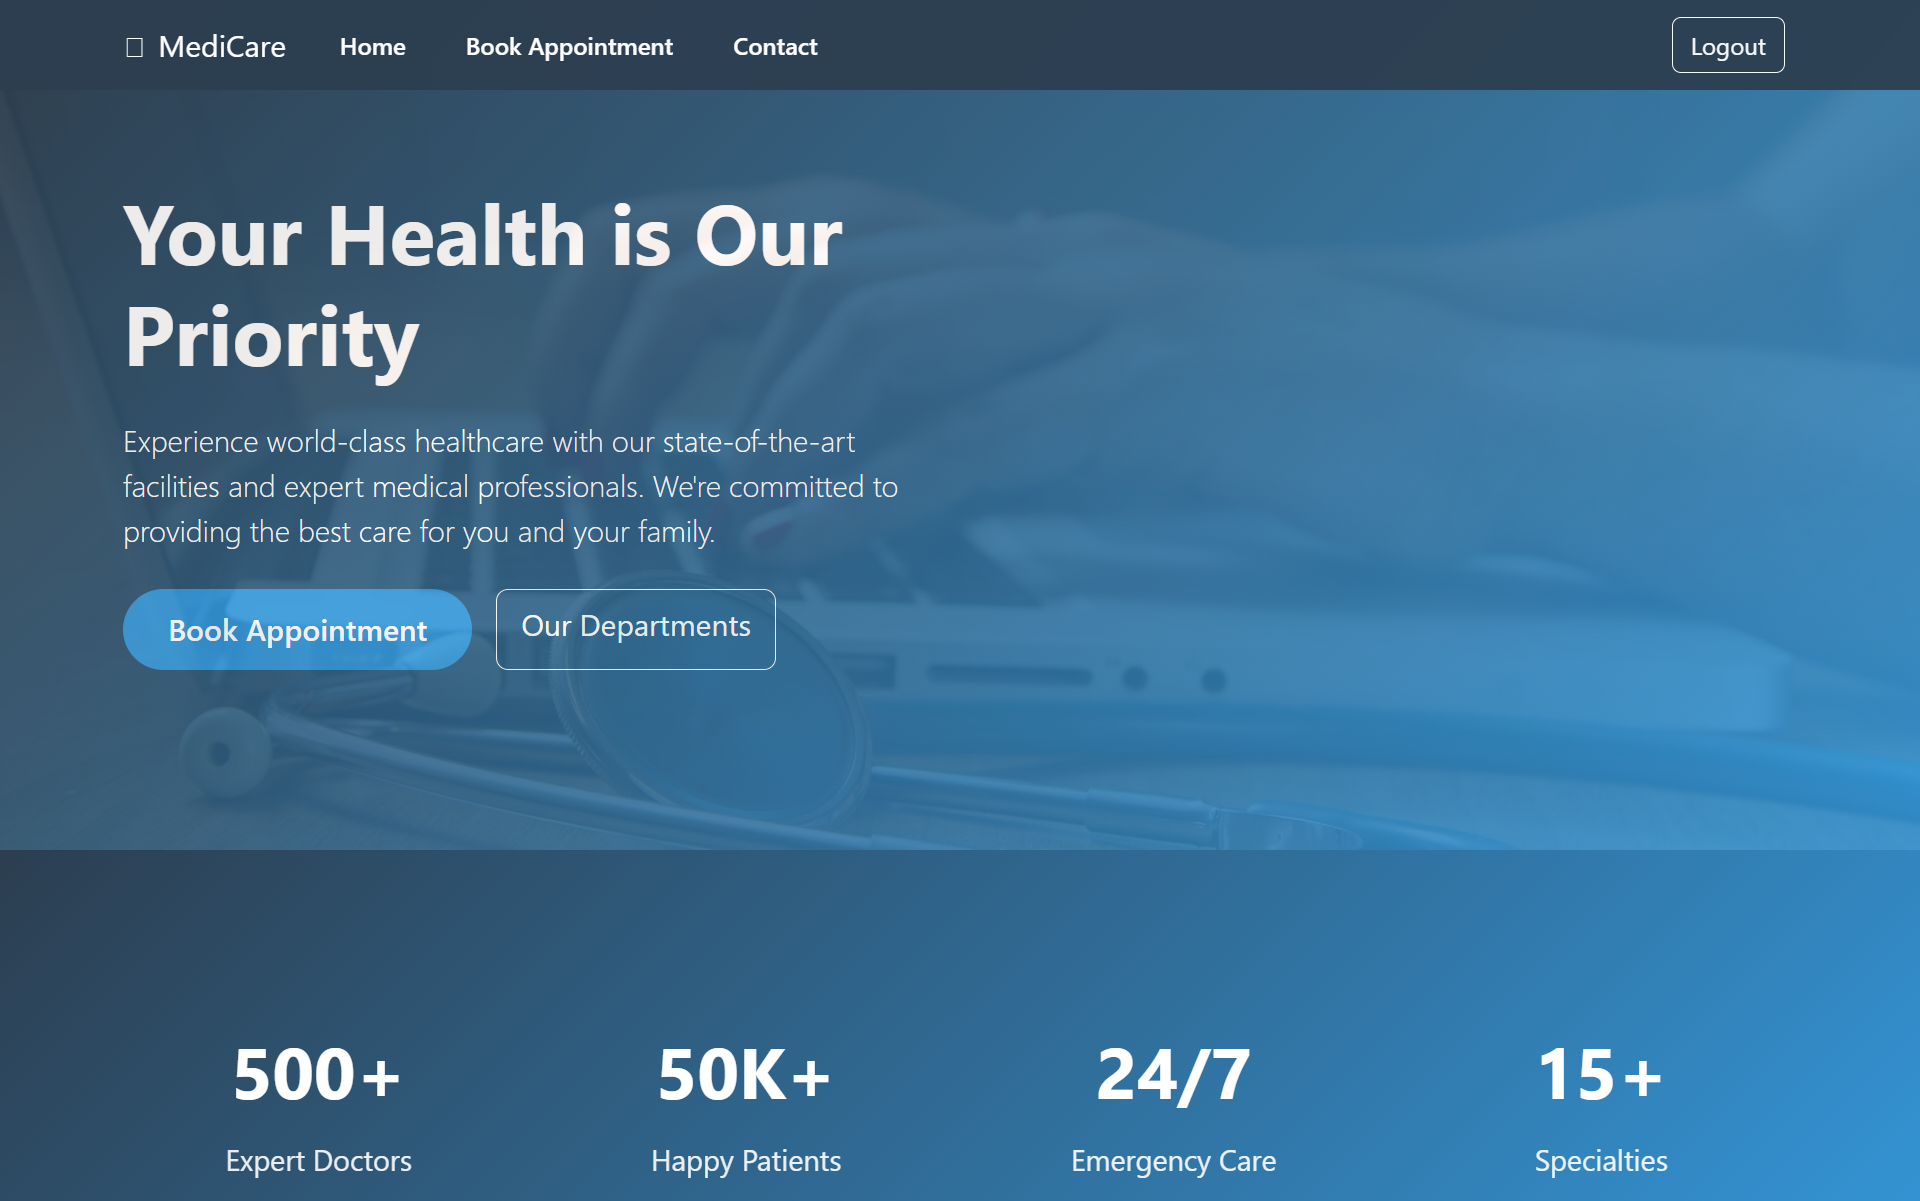 MediCare
Home
Book Appointment
Contact
Logout
Your Health is Our
Priority
Experience world-class healthcare with our state-of-the-art
facilities and expert medical professionals. We're committed to
providing the best care for you and your family.
Book Appointment
Our Departments
500+
50K+
24/7
15+
Expert Doctors
Happy Patients
Emergency Care
Specialties